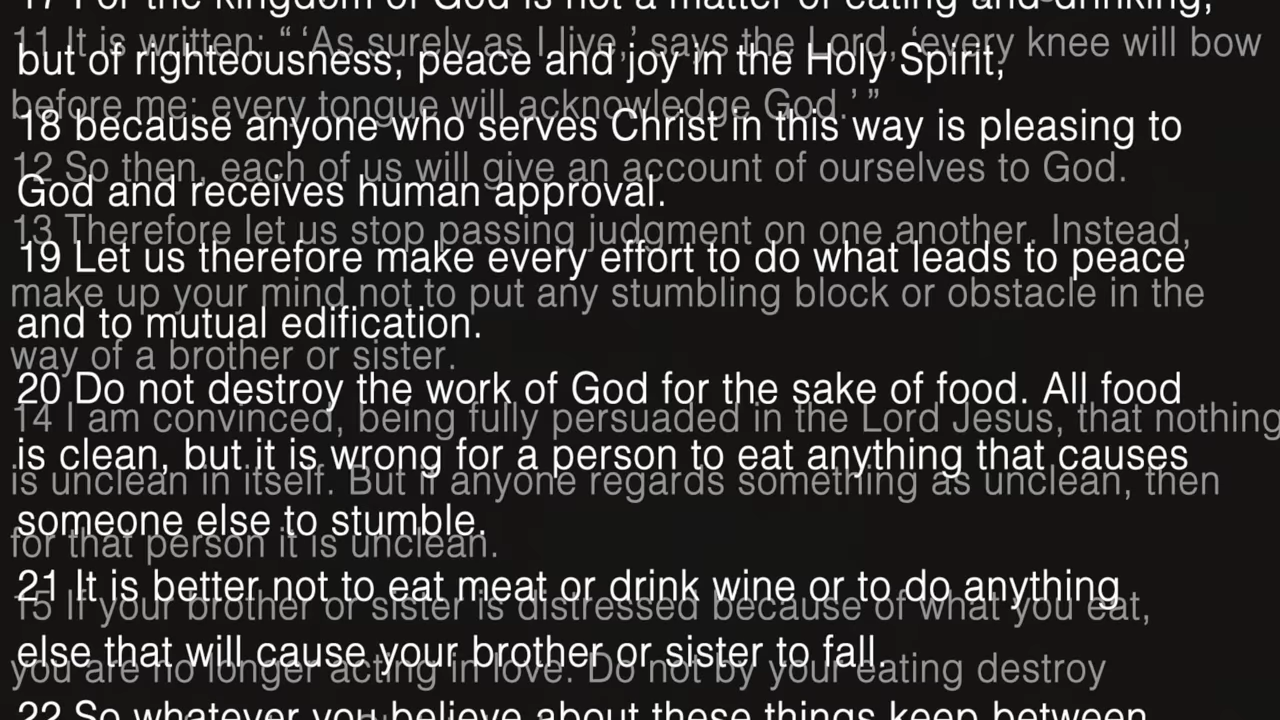 17 For the kingdom of God is not a matter of eating and drinking,
11 It is written: “ ‘As surely as I live,’ says the Lord, ‘every knee will bow
but of righteousness, peace and joy in the Holy Spirit,
before me; every tongue will acknowledge God.’ ”
18 because anyone who serves Christ in this way is pleasing to
12 So then, each of us will give an account of ourselves to God.
God and receives human approval.
13 Therefore let us stop passing judgment on one another. Instead,
19 Let us therefore make every effort to do what leads to peace
make up your mind not to put any stumbling block or obstacle in the
and to mutual edification.
way of a brother or sister.
20 Do not destroy the work of God for the sake of food. All food
14 I am convinced, being fully persuaded in the Lord Jesus, that nothing
is clean, but it is wrong for a person to eat anything that causes
is unclean in itself. But if anyone regards something as unclean, then
someone else to stumble.
for that person it is unclean.
21 It is better not to eat meat or drink wine or to do anything
15 If your brother or sister is distressed because of what you eat,
else that will cause your brother or sister to fall.
you are no longer acting in love. Do not by your eating destroy
22 So whatever you believe about these things keep between